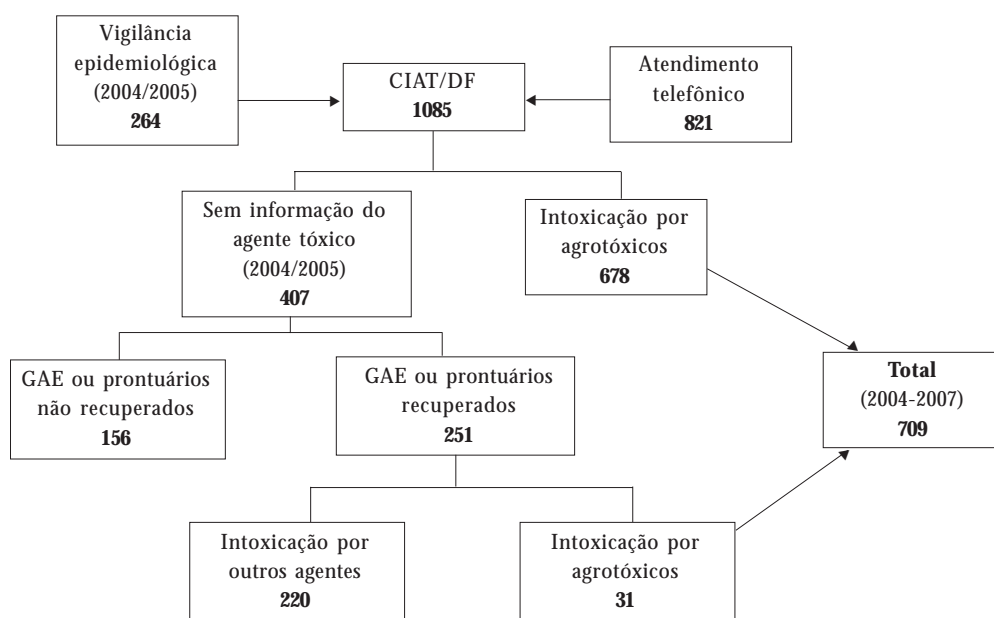 Vigilância
epidemiológica
(2004/2005)
264
CIAT/DF
1085
Atendimento
telefônico
821
Sem informação do
agente tóxico
(2004/2005)
407
Intoxicação por
agrotóxicos
678
GAE ou prontuários
não recuperados
156
GAE ou prontuários
recuperados
251
Total
(2004-2007)
709
Intoxicação por
outros agentes
220
Intoxicação por
agrotóxicos
31